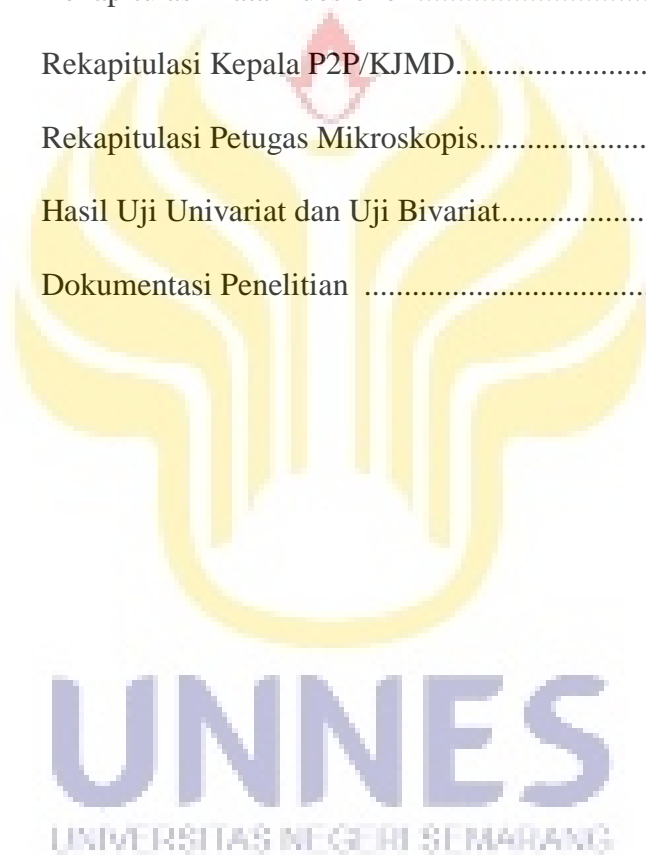 Rekapitulasi Kepala P2P/KJMD......................
Rekapitulasi Petugas Mikroskopis...................
Hasil Uji Univariat dan Uji Bivariat................
Dokumentasi Penelitian ..............................
UNNES
UNIVERSITAS NEGERI SEMARANG